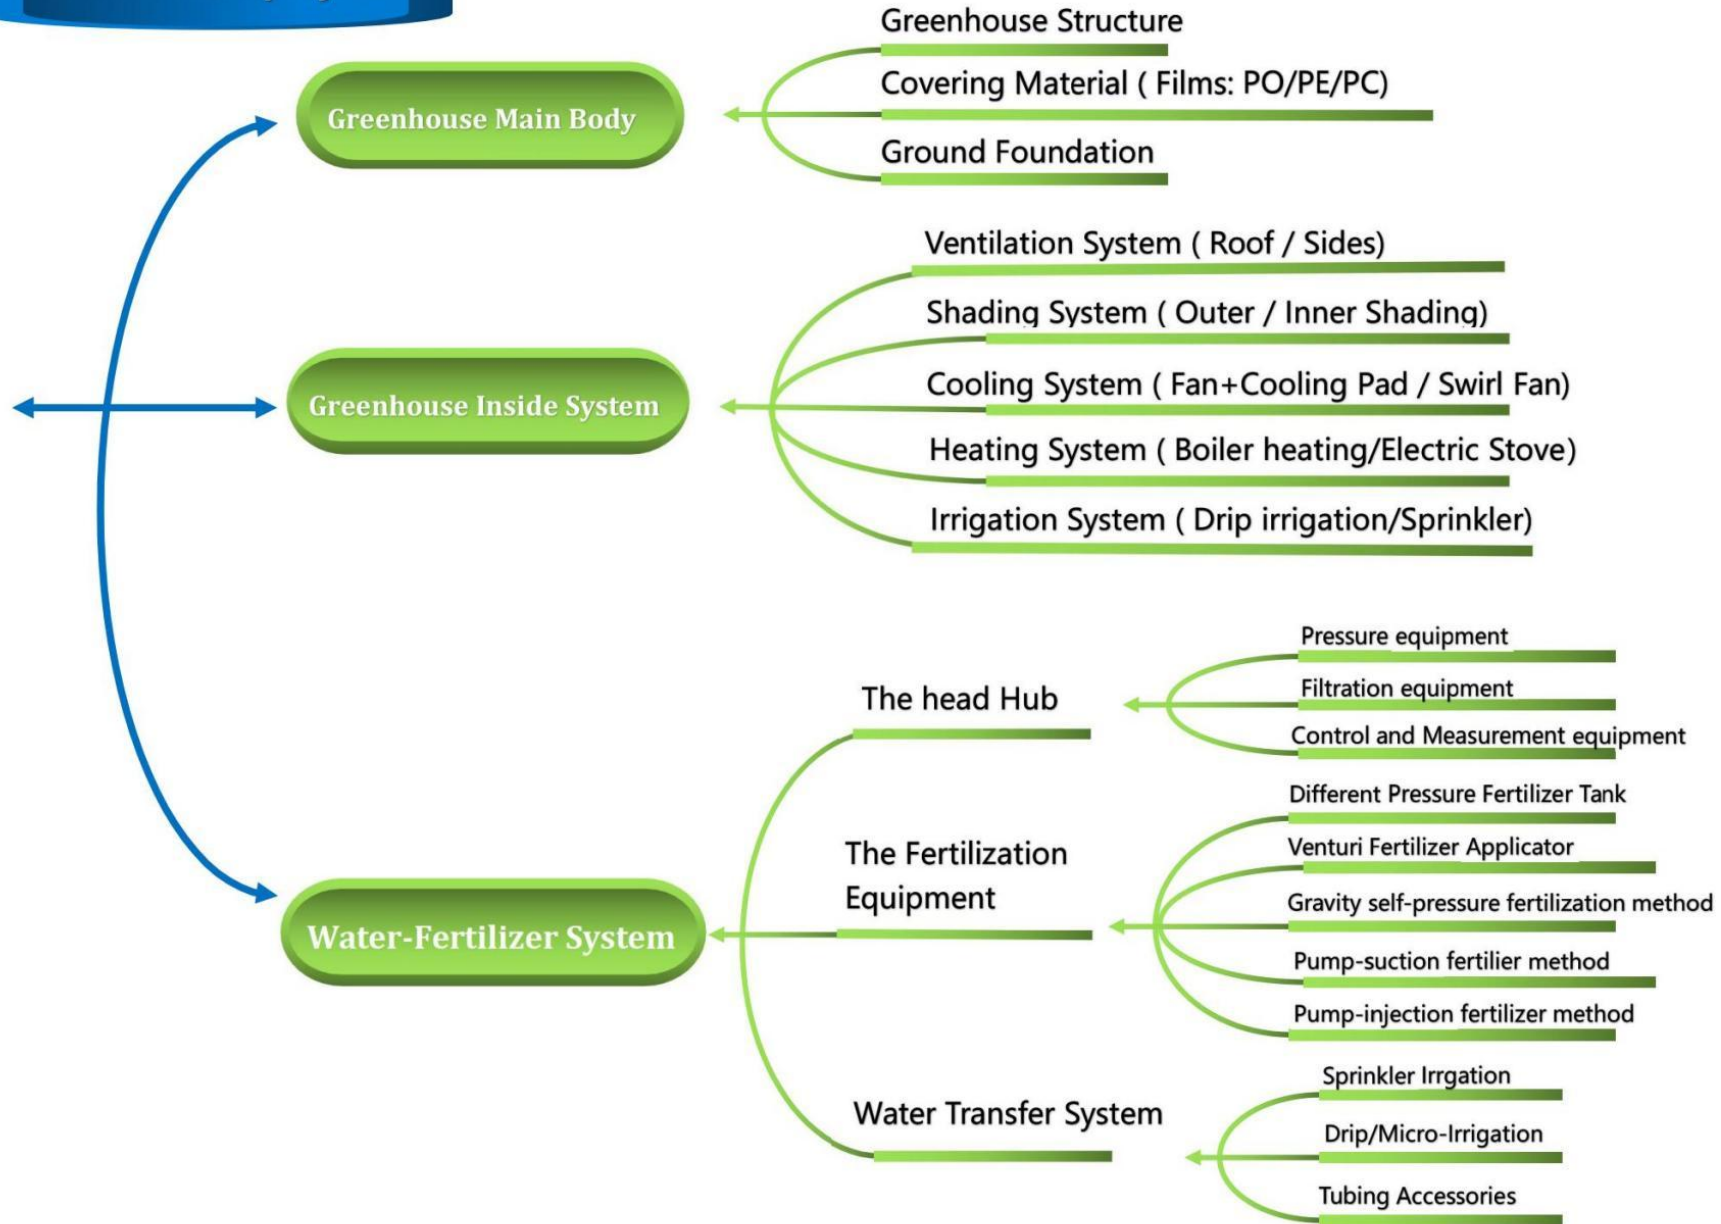 Greenhouse Structure
Greenhouse Main Body
Covering Material ( Films: PO/PE/PC)
Ground Foundation
Ventilation System ( Roof / Sides)
Shading System ( Outer / Inner Shading)
Greenhouse Inside System
Cooling System ( Fan+Cooling Pad / Swirl Fan)
Heating System ( Boiler heating/Electric Stove)
Irrigation System ( Drip irrigation/Sprinkler)
Water-Fertilizer System
The head Hub
Pressure equipment
Filtration equipment
Control and Measurement equipment
The Fertilization
Equipment
Different Pressure Fertilizer Tank
Venturi Fertilizer Applicator
Gravity self-pressure fertilization method
Pump-suction fertilier method
Pump-injection fertilizer method
Water Transfer System
Sprinkler Irrgation
Drip/Micro-Irrigation
Tubing Accessories